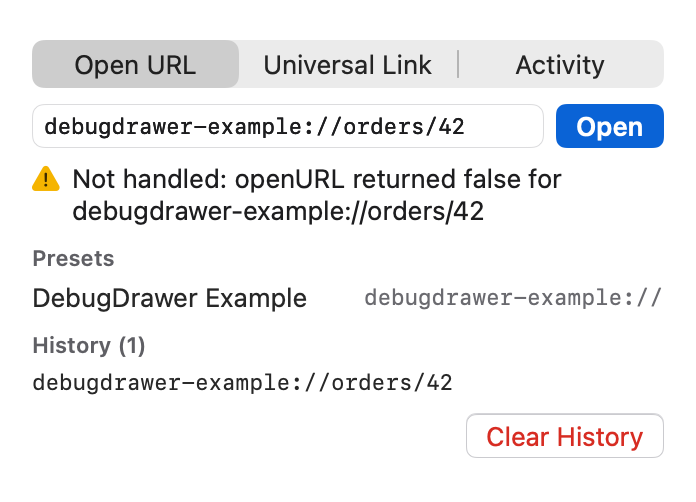 Open URL
Universal Link
Activity
debugdrawer-example://orders/42
Open
Not handled: openURL returned false for
debugdrawer-example://orders/42
Presets
DebugDrawer Example
debugdrawer-example://
History (1)
debugdrawer-example://orders/42
Clear History